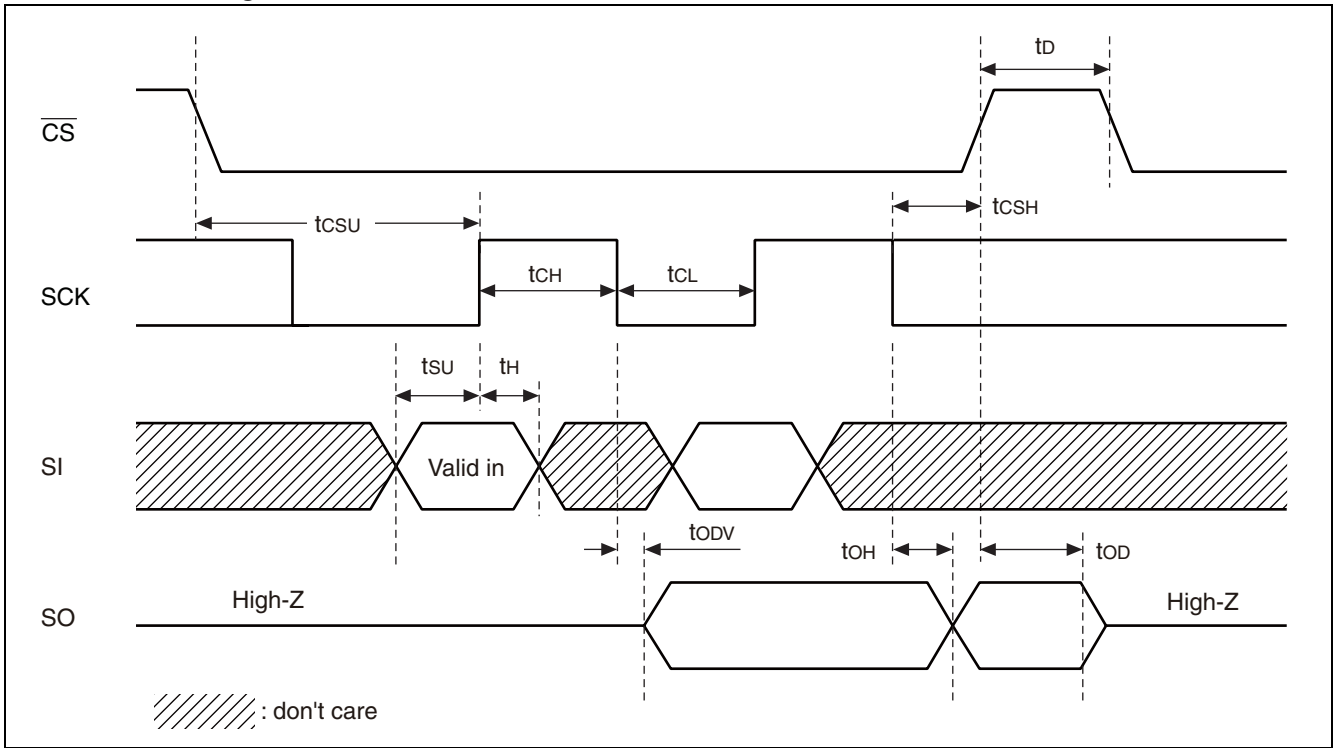 tD
CS
tCSH
tCSU
SCK
tCH
tCL
tSU
tH
SI
Valid in
tODV
tOH
tOD
SO
High-Z
High-Z
: don't care